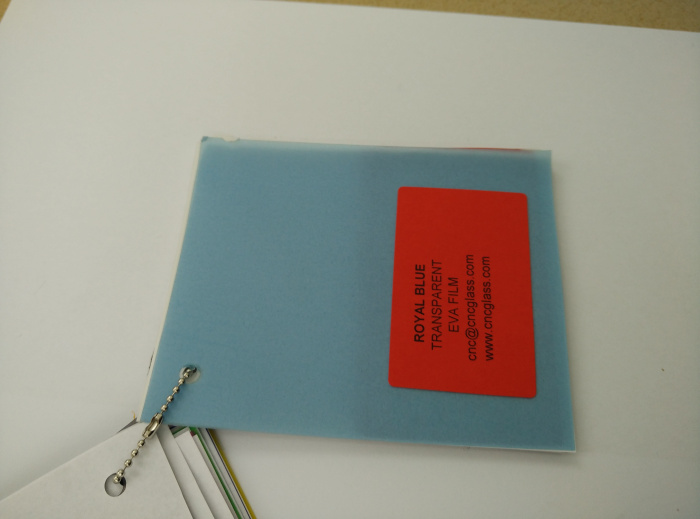 ROYAL BLUE
TRANSPARENT
EVA FILM
cnc@cncglass.com
www.cncglass.com